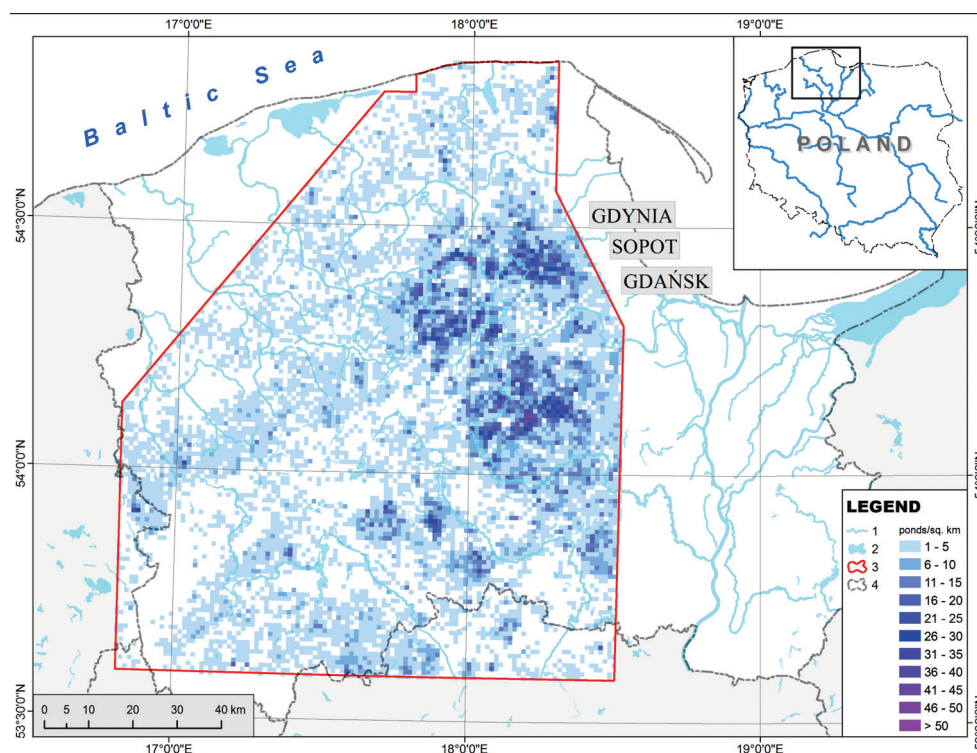 17°0'0"E 18°0'0"E 19°0'0"E
Baltic Sea
POLAND
54°30'N
GDYNIA
SOPOT
GDAŃSK
54°0'N
LEGEND
ponds/sq. km
1
2
3
4
1 - 5
6 - 10
11 - 15
16 - 20
21 - 25
26 - 30
31 - 35
36 - 40
41 - 45
46 - 50
> 50
0 5 10 20 30 40 km
53°30'0"N
17°0'0"E 18°0'0"E 19°0'0"E